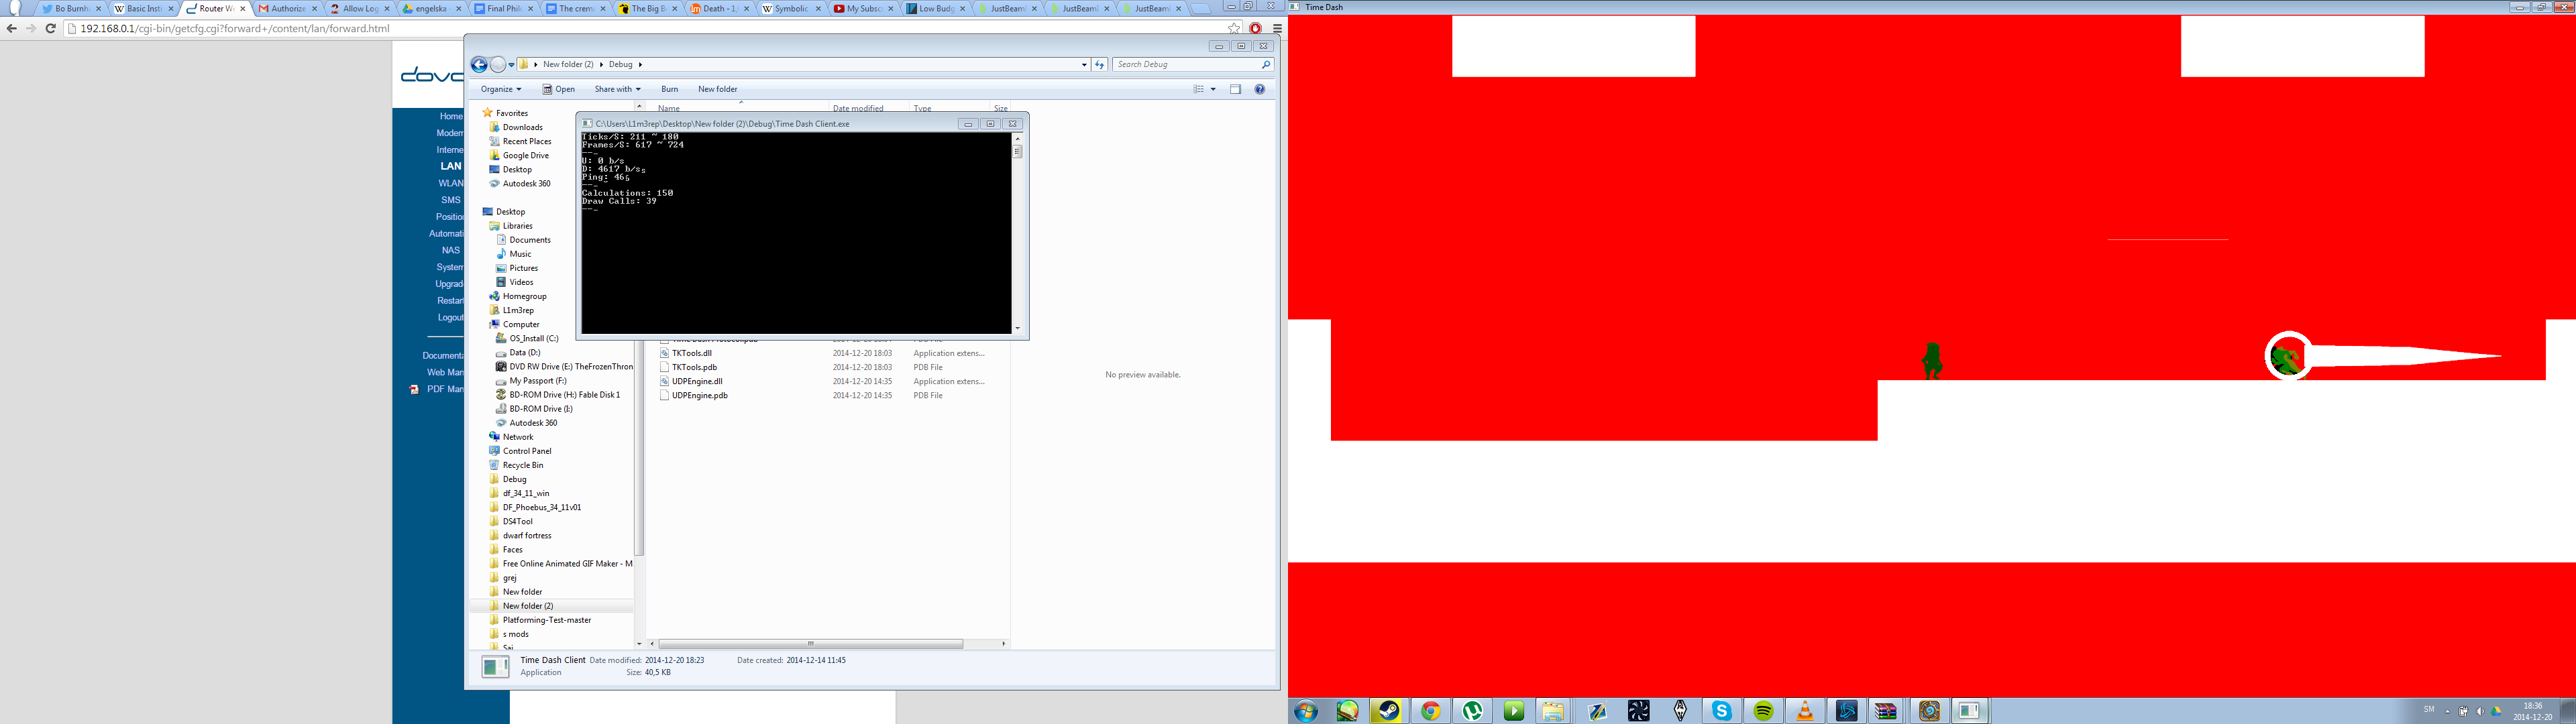 Bo Burnh
Basic Insti
Router We
Authorize
Allow Log
engelska
Final Phil
The crem
The Big B
Death - 1
Symbolic
My Subsc
Low Budg
JustBeaml
JustBeaml
JustBeaml
Time Dash
192.168.0.1/cgi-bin/getcfg.cgi?forward+/content/lan/forward.html
New folder (2)
Debug
Search Debug
Organize
Open
Share with
Burn
New folder
Name
Date modified
Type
Size
dovo
Home
Modem
Interne
LAN
WLAN
SMS
Position
Automati
NAS
System
Upgrad
Restart
Logout
Documenta
Web Man
PDF Man
Favorites
Downloads
Recent Places
Google Drive
Desktop
Autodesk 360
Desktop
Libraries
Documents
Music
Pictures
Videos
Homegroup
L1m3rep
Computer
OS_Install (C:)
Data (D:)
DVD RW Drive (E:) TheFrozenThron
My Passport (F:)
BD-ROM Drive (H:) Fable Disk 1
BD-ROM Drive (I:)
Autodesk 360
Network
Control Panel
Recycle Bin
Debug
df_34_11_win
DF_Phoebus_34_11v01
DS4Tool
dwarf fortress
Faces
Free Online Animated GIF Maker - M
grej
New folder
New folder (2)
Platforming-Test-master
s mods
Sai
C:\Users\L1m3rep\Desktop\New folder (2)\Debug\Time Dash Client.exe
Ticks/S: 211 ~ 180
Frames/S: 617 ~ 724
--_
U: 0 b/s
D: 4617 b/ss
Ping: 46s
--_
Calculations: 150
Draw Calls: 39
--_
TKTools.dll 2014-12-20 18:03 Application extens...
TKTools.pdb 2014-12-20 18:03 PDB File
UDPEngine.dll 2014-12-20 14:35 Application extens...
UDPEngine.pdb 2014-12-20 14:35 PDB File
No preview available.
Time Dash Client Date modified: 2014-12-20 18:23 Date created: 2014-12-14 11:45
Application Size: 40,5 KB
SM
18:36
2014-12-20